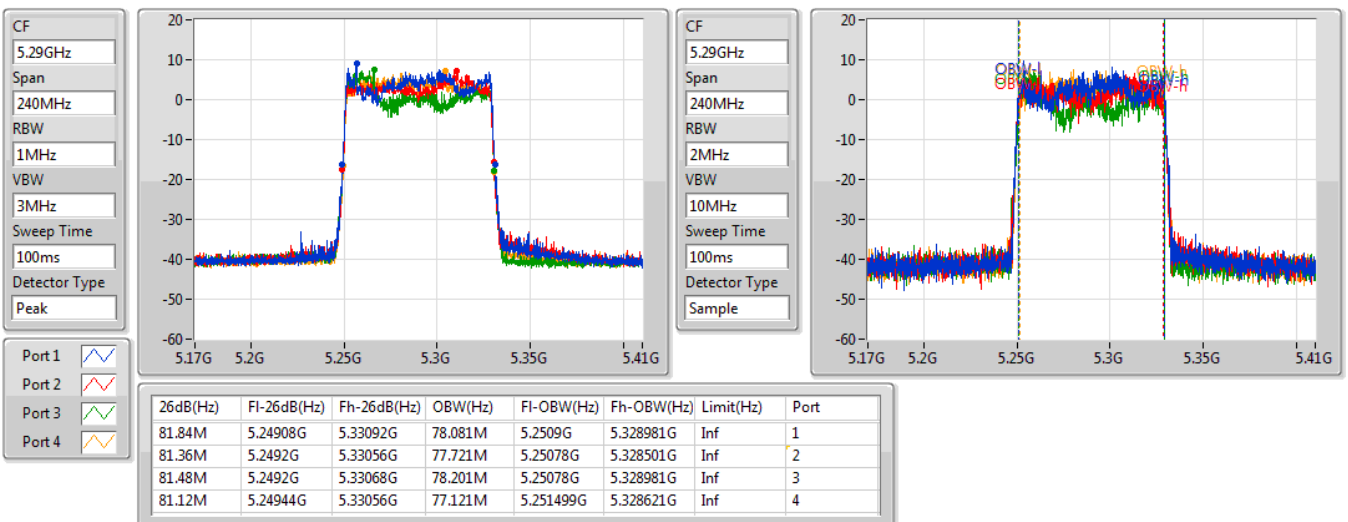 CF
5.29GHz
Span
240MHz
RBW
1MHz
VBW
3MHz
Sweep Time
100ms
Detector Type
Peak
20
10
0
-10
-20
-30
-40
-50
-60
5.17G 5.2G 5.25G 5.3G 5.35G 5.41G
CF
5.29GHz
Span
240MHz
RBW
2MHz
VBW
10MHz
Sweep Time
100ms
Detector Type
Sample
20
10
0
-10
-20
-30
-40
-50
-60
OBW-l
OBW-h
5.17G 5.2G 5.25G 5.3G 5.35G 5.41G
Port 1
Port 2
Port 3
Port 4
26dB(Hz) Fl-26dB(Hz) Fh-26dB(Hz) OBW(Hz) Fl-OBW(Hz) Fh-OBW(Hz) Limit(Hz) Port
81.84M 5.24908G 5.33092G 78.081M 5.2509G 5.328981G Inf 1
81.36M 5.2492G 5.33056G 77.721M 5.25078G 5.328501G Inf 2
81.48M 5.2492G 5.33068G 78.201M 5.25078G 5.328981G Inf 3
81.12M 5.24944G 5.33056G 77.121M 5.251499G 5.328621G Inf 4